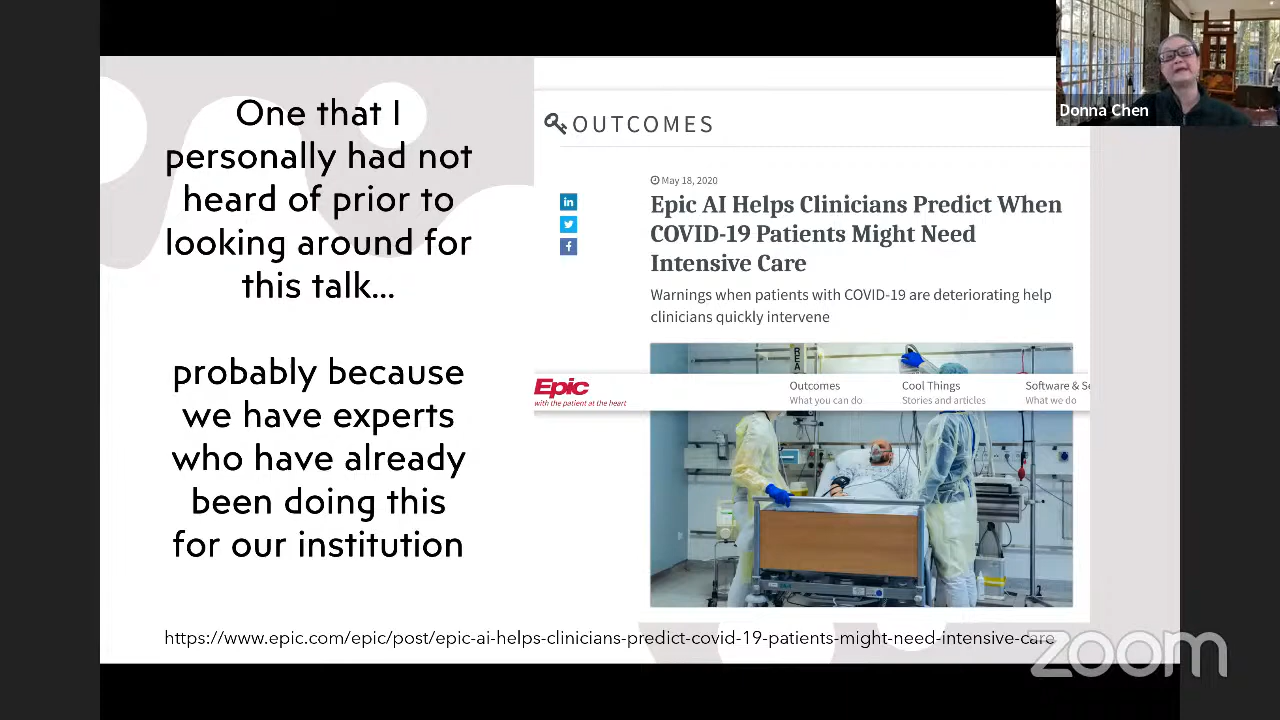 One that I
personally had not
heard of prior to
looking around for
this talk...
probably because
we have experts
who have already
been doing this
for our institution
OUTCOMES
May 18, 2020
Epic AI Helps Clinicians Predict When
COVID-19 Patients Might Need
Intensive Care
Warnings when patients with COVID-19 are deteriorating help
clinicians quickly intervene
in
f
REA
Epic
with the patient at the heart
Outcomes
What you can do
Cool Things
Stories and articles
Software & Se
What we do
https://www.epic.com/epic/post/epic-ai-helps-clinicians-predict-covid-19-patients-might-need-intensive-care
Donna Chen
zoom